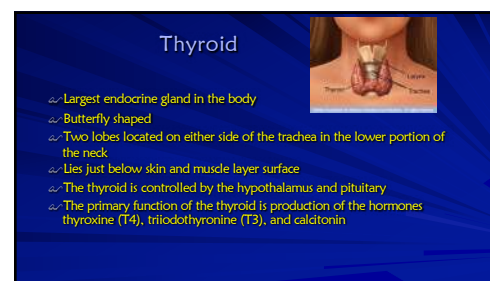 Thyroid
Larynx
Thyroid
Trachea
Largest endocrine gland in the body
Butterfly shaped
Two lobes located on either side of the trachea in the lower portion of
the neck
Lies just below skin and muscle layer surface
The thyroid is controlled by the hypothalamus and pituitary
The primary function of the thyroid is production of the hormones
thyroxine (T4), triiodothyronine (T3), and calcitonin